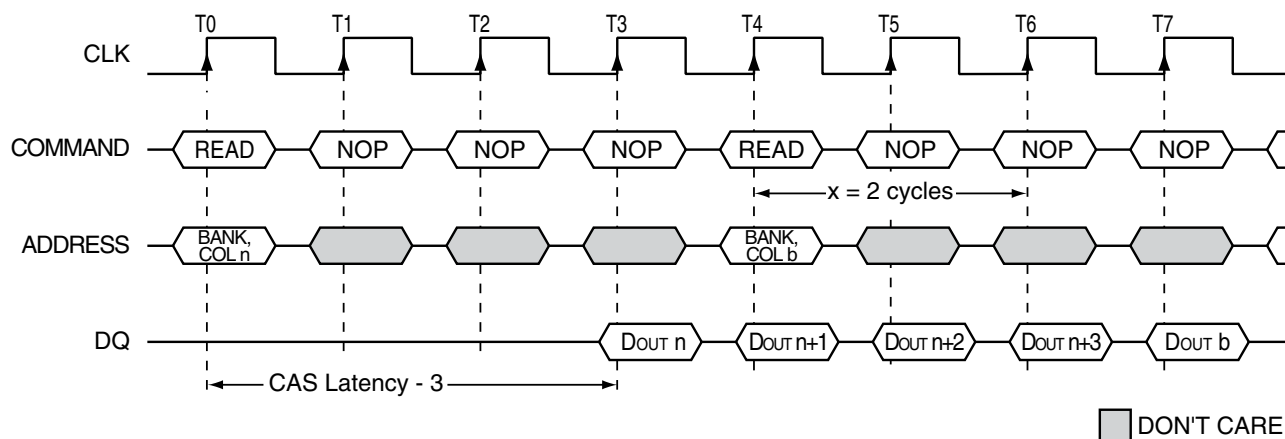 T0 T1 T2 T3 T4 T5 T6 T7
CLK
COMMAND READ NOP NOP NOP READ NOP NOP NOP
x = 2 cycles
ADDRESS BANK, COL n BANK, COL b
DQ DOUT n DOUT n+1 DOUT n+2 DOUT n+3 DOUT b
CAS Latency - 3
DON'T CARE